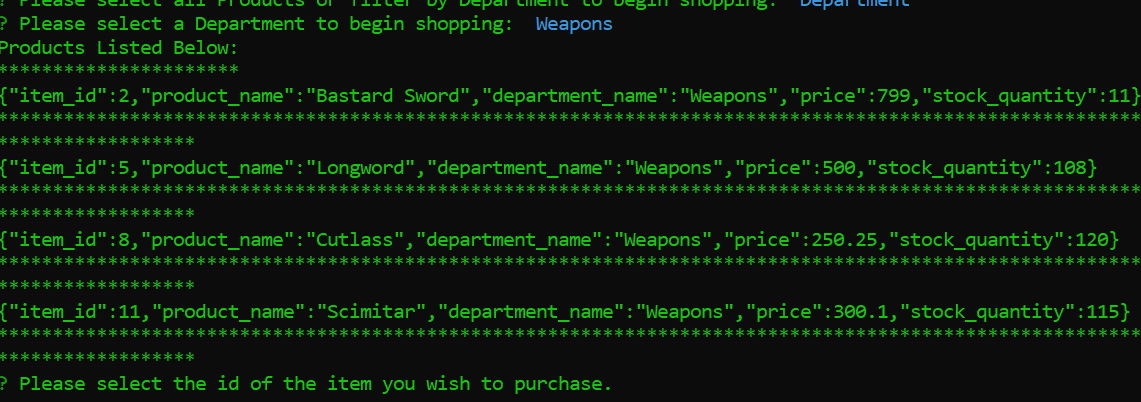 ? Please select all Products or filter by Department to begin shopping:  Department
? Please select a Department to begin shopping:  Weapons
Products Listed Below:
**********************
{"item_id":2,"product_name":"Bastard Sword","department_name":"Weapons","price":799,"stock_quantity":11}
********************************************************************************************************
******************
{"item_id":5,"product_name":"Longword","department_name":"Weapons","price":500,"stock_quantity":108}
********************************************************************************************************
******************
{"item_id":8,"product_name":"Cutlass","department_name":"Weapons","price":250.25,"stock_quantity":120}
********************************************************************************************************
******************
{"item_id":11,"product_name":"Scimitar","department_name":"Weapons","price":300.1,"stock_quantity":115}
********************************************************************************************************
******************
? Please select the id of the item you wish to purchase.